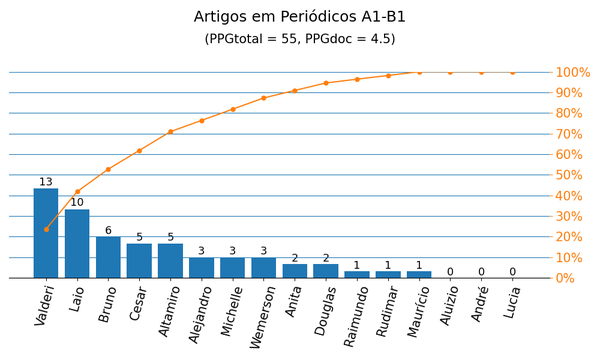 Artigos em Periódicos A1-B1
(PPGtotal = 55, PPGdoc = 4.5)
100%
90%
80%
70%
60%
50%
40%
30%
20%
10%
0%
13
10
6
5
5
3
3
3
2
2
1
1
1
0
0
0
Valderi
Laio
Bruno
Cesar
Altamiro
Alejandro
Michelle
Wemerson
Anita
Douglas
Raimundo
Rudimar
Maurício
Aluizio
André
Lucia